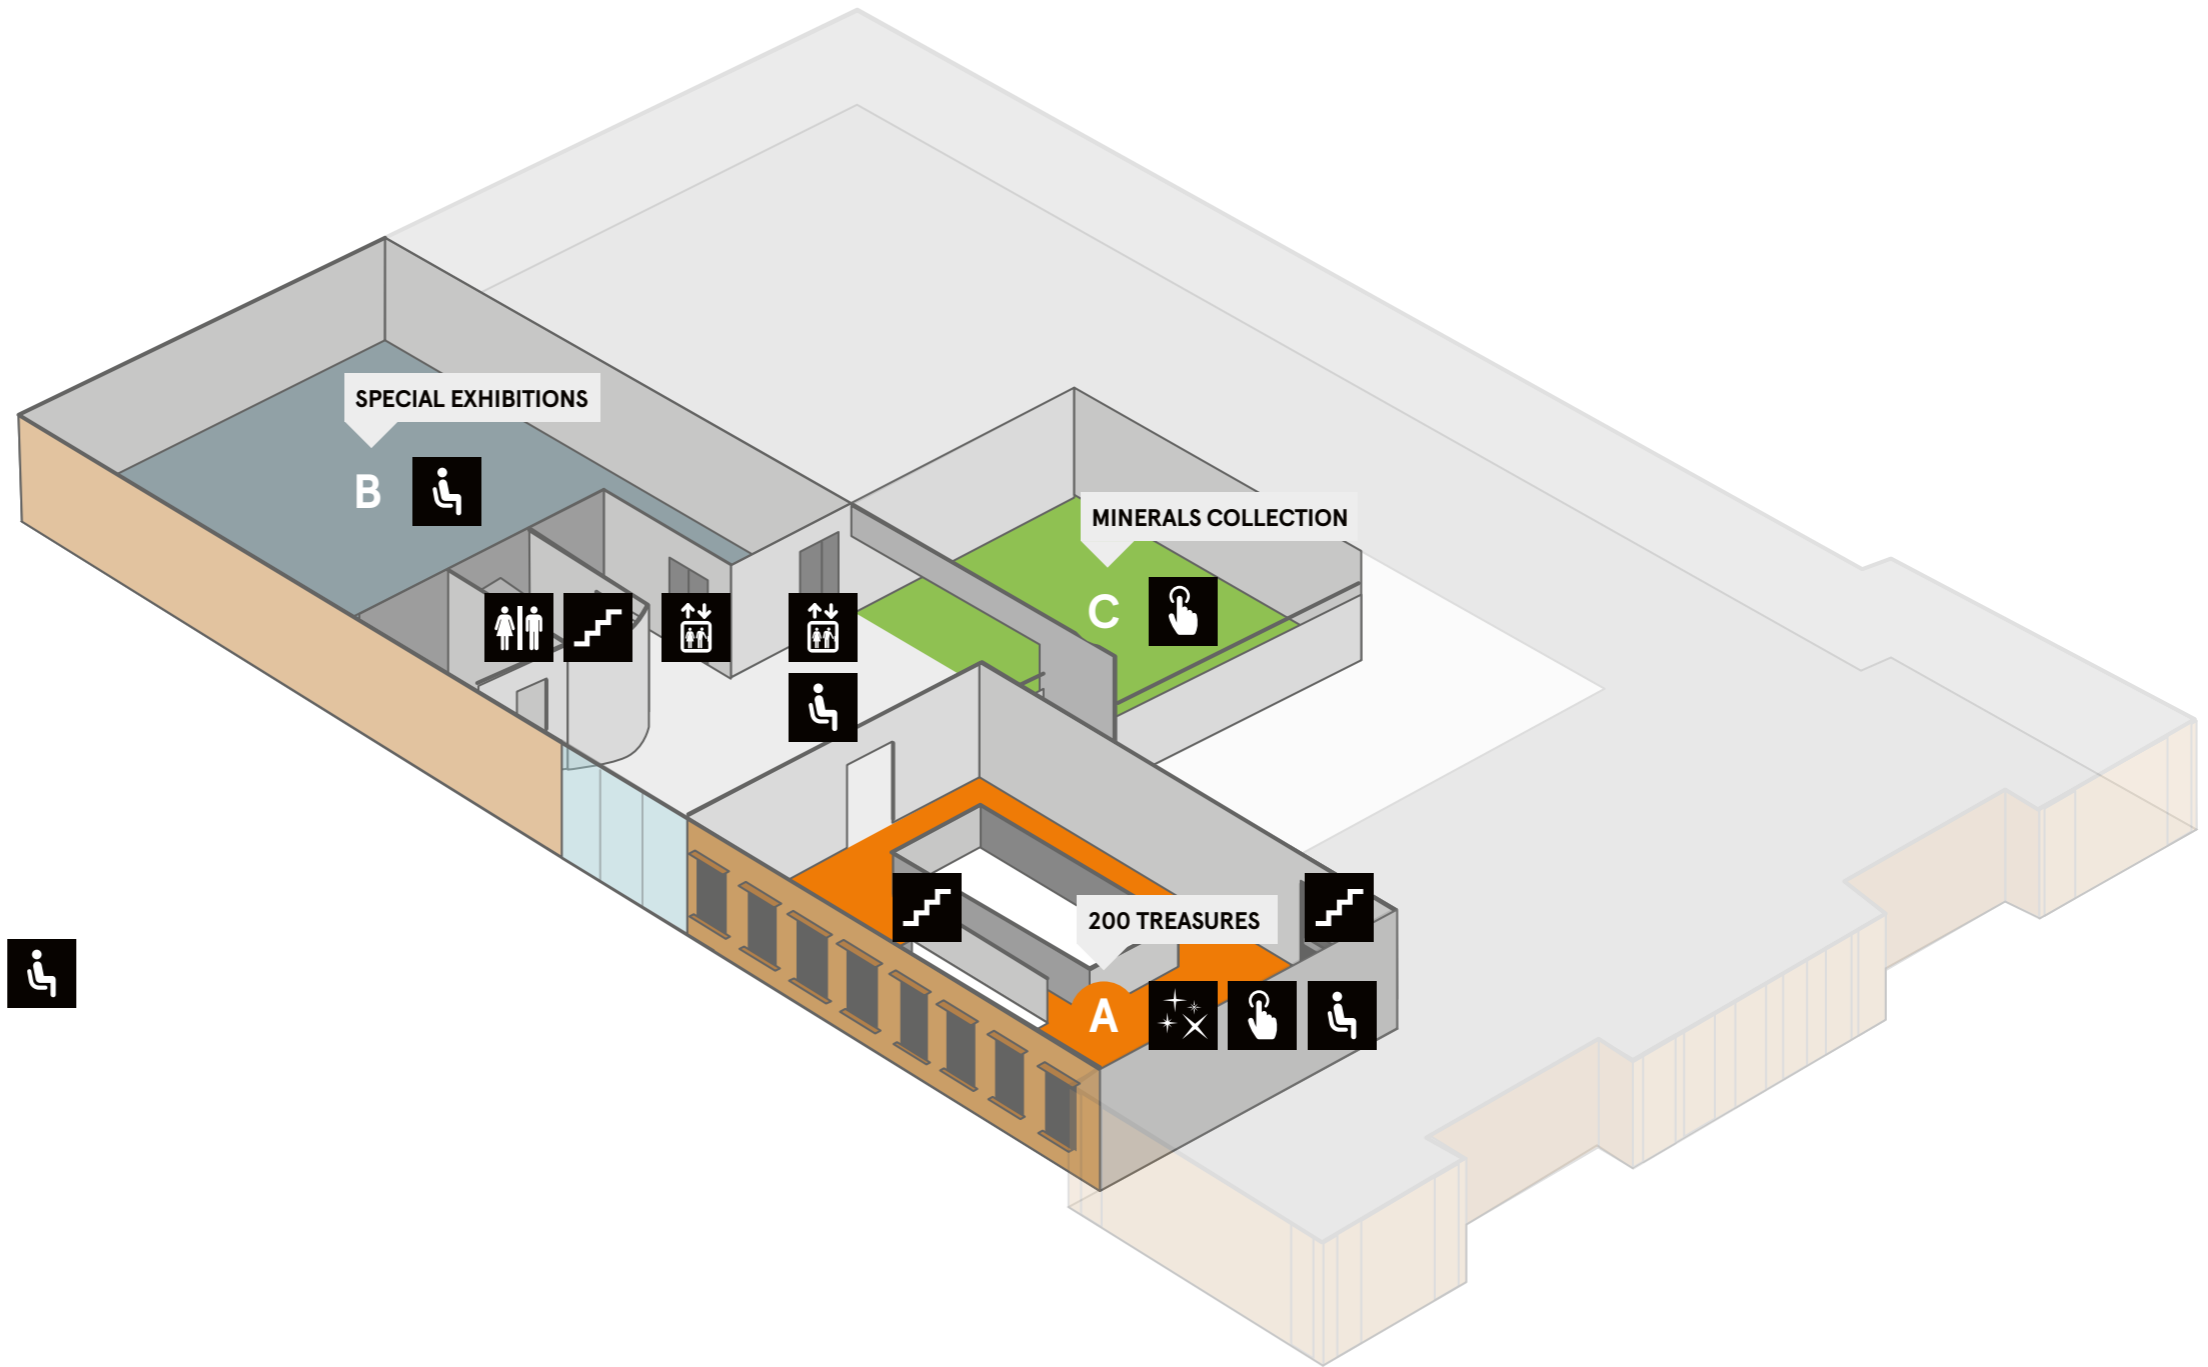 SPECIAL EXHIBITIONS
B
MINERALS COLLECTION
C
200 TREASURES
A